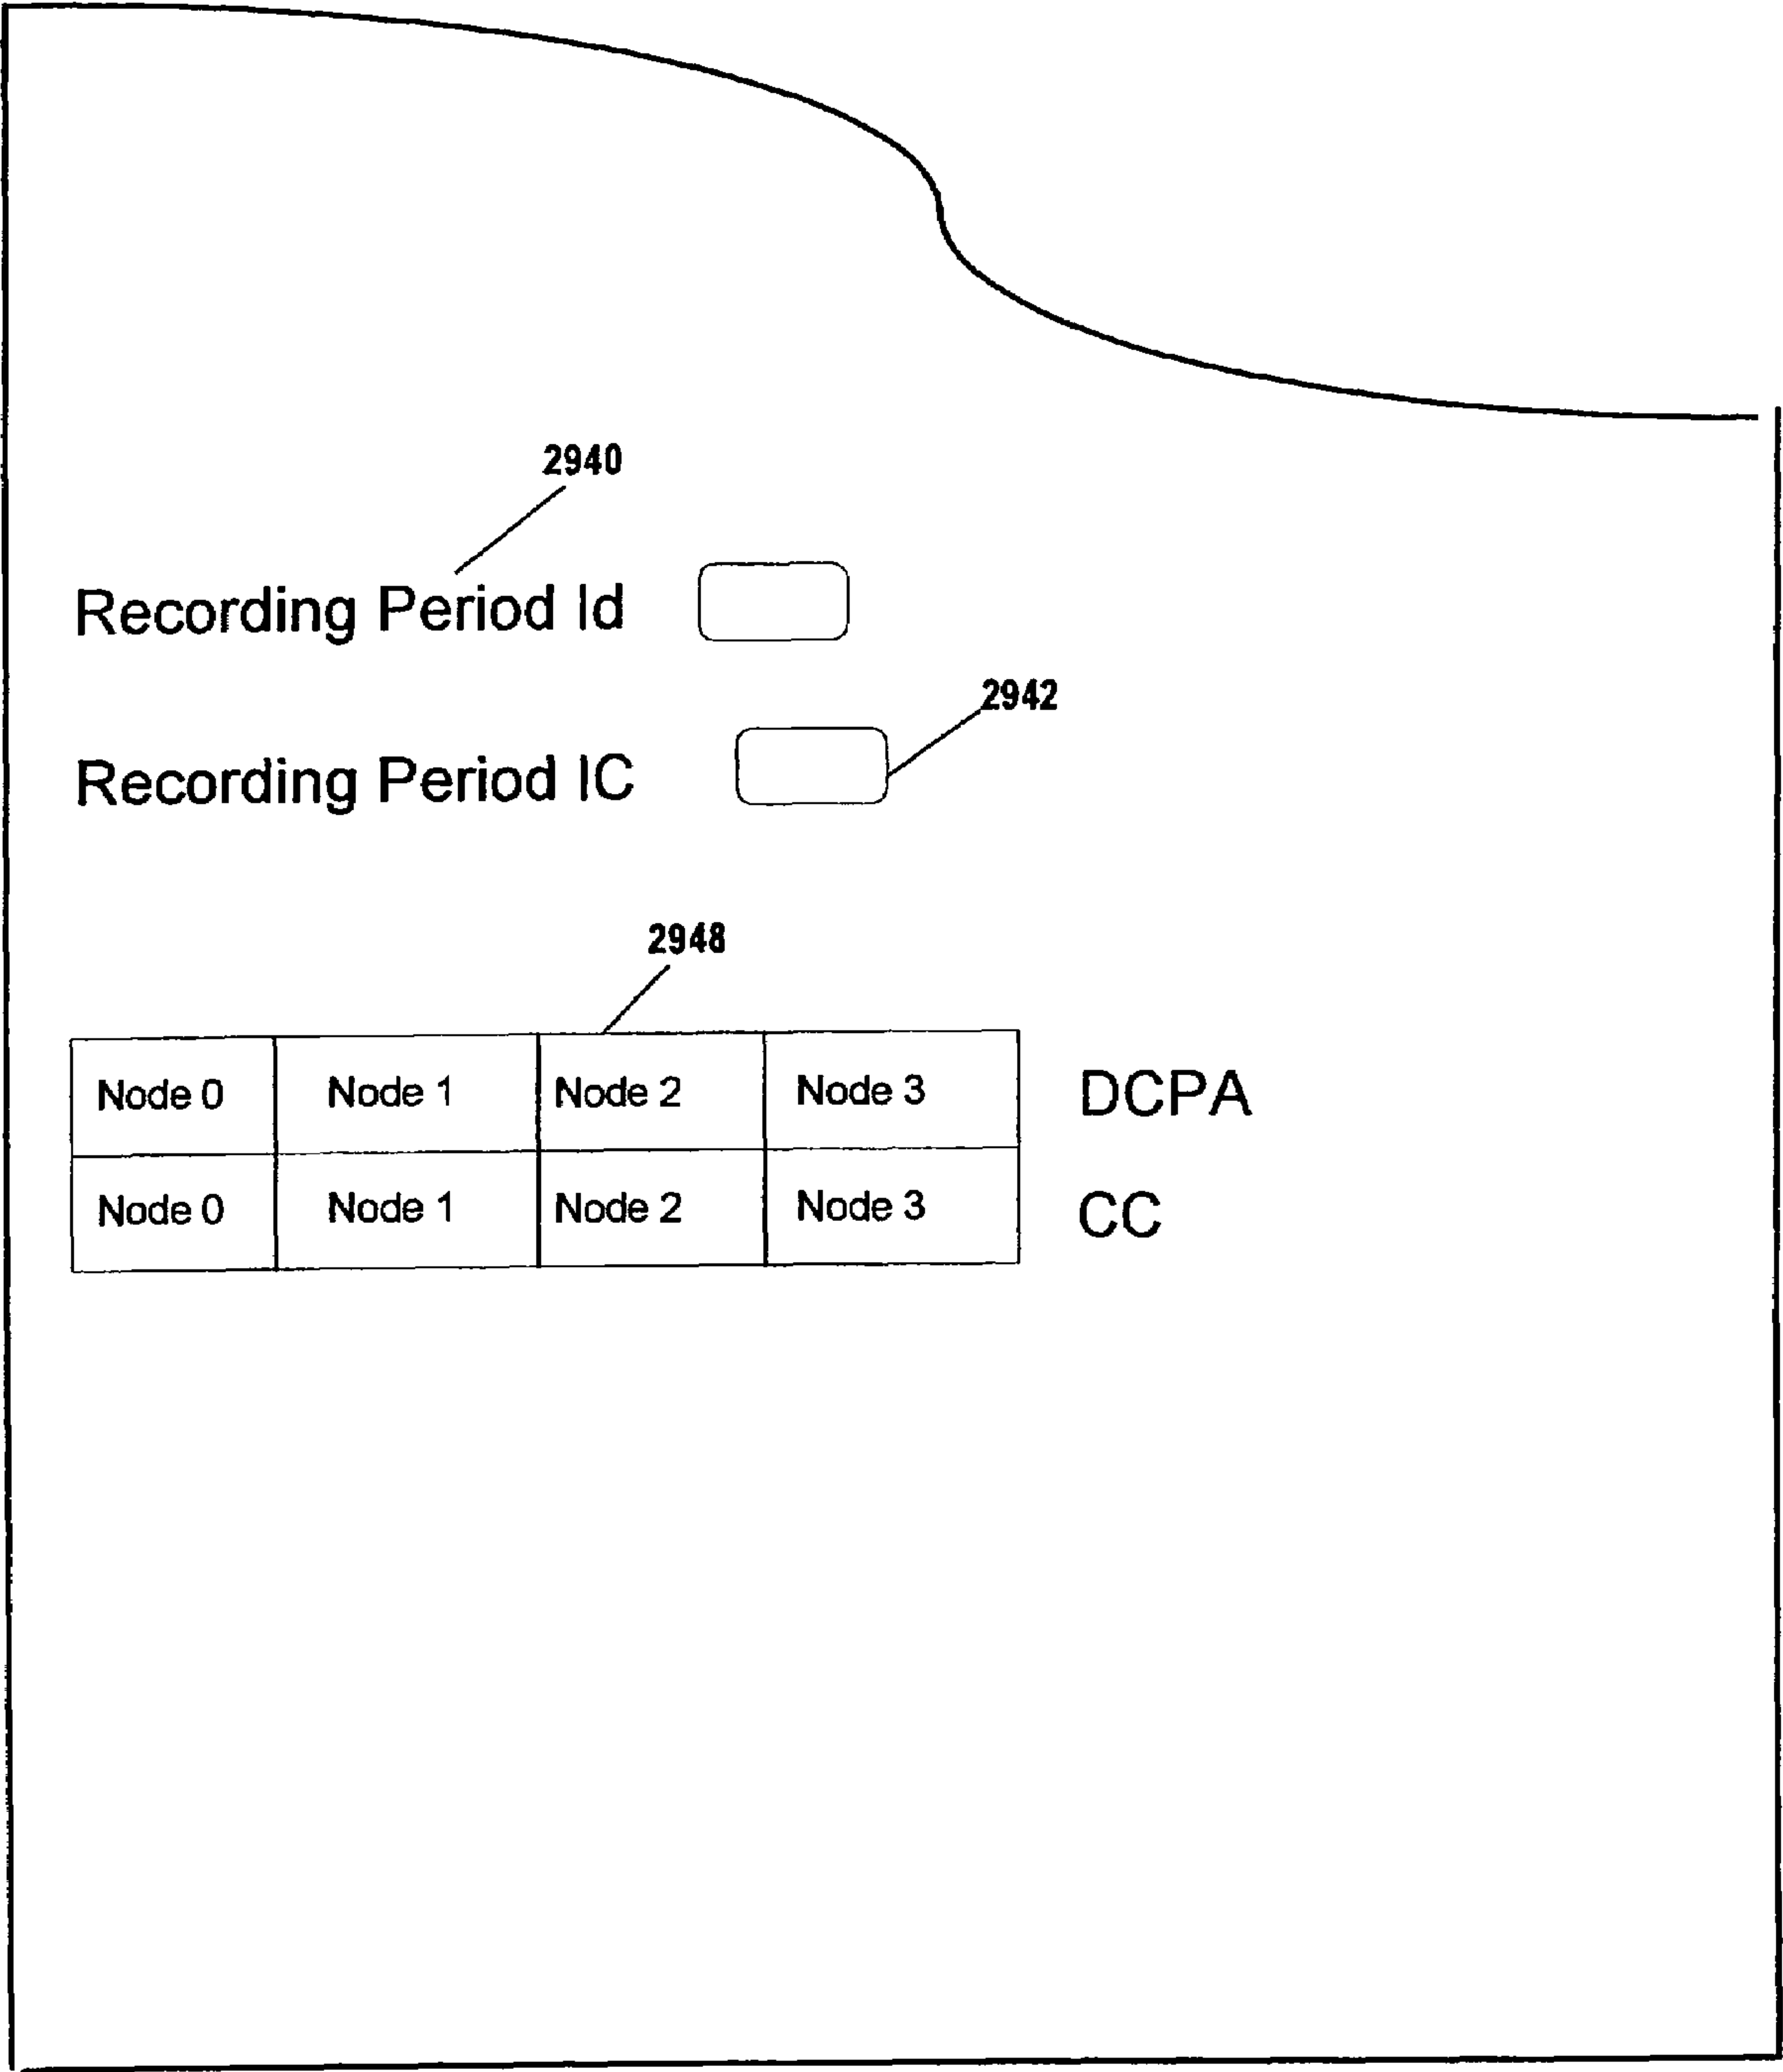 2940
Recording Period Id
2942
Recording Period IC
2948
Node 0 Node 1 Node 2 Node 3 DCPA
Node 0 Node 1 Node 2 Node 3 CC